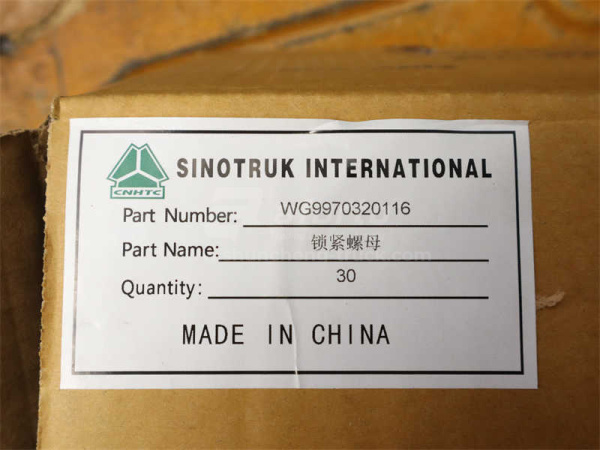 CNHTC
SINOTRUK INTERNATIONAL
Part Number: WG9970320116
Part Name: 锁紧螺母
Quantity: 30
MADE IN CHINA